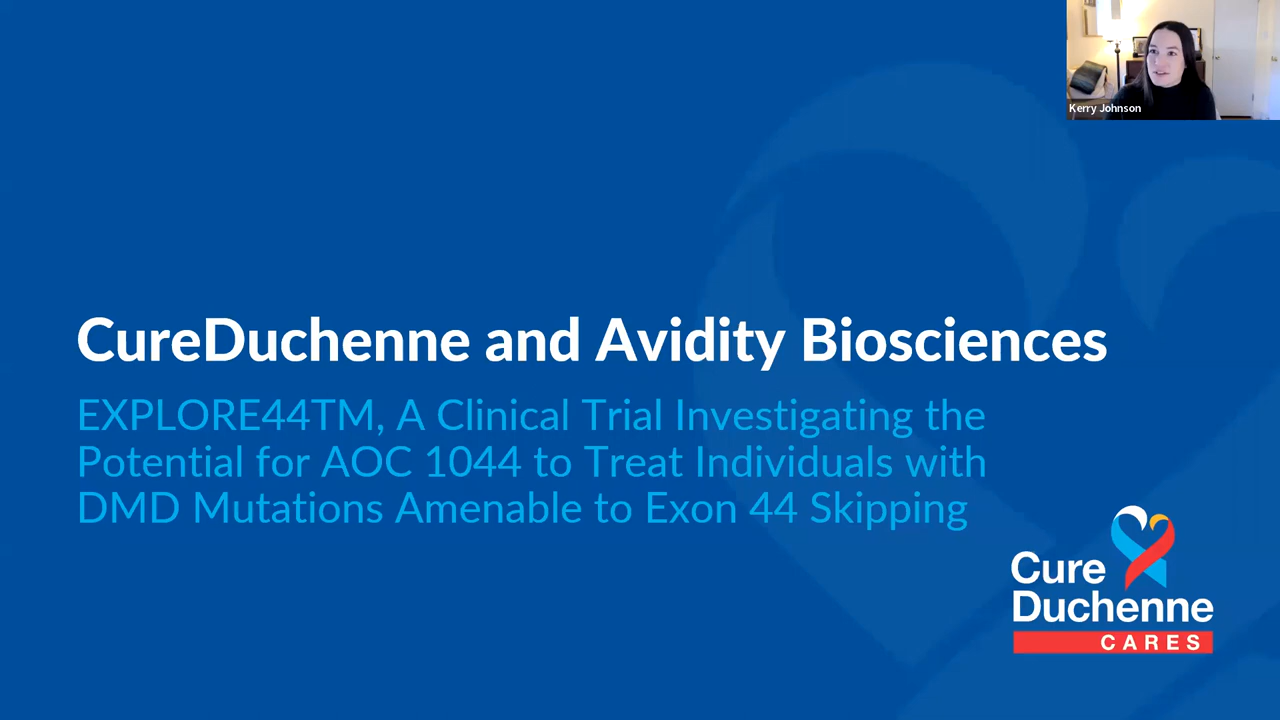 Kerry Johnson
CureDuchenne and Avidity Biosciences
EXPLORE44TM, A Clinical Trial Investigating the
Potential for AOC 1044 to Treat Individuals with
DMD Mutations Amenable to Exon 44 Skipping
Cure
Duchenne
CARES